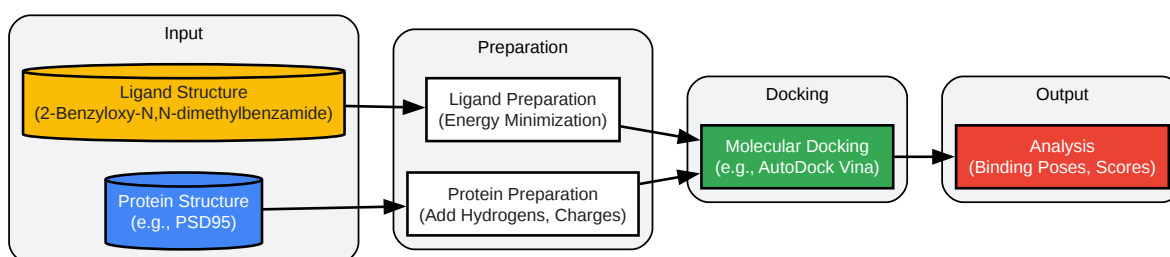 Input
Ligand Structure
(2-Benzyloxy-N,N-dimethylbenzamide)
Protein Structure
(e.g., PSD95)
Preparation
Ligand Preparation
(Energy Minimization)
Protein Preparation
(Add Hydrogens, Charges)
Docking
Molecular Docking
(e.g., AutoDock Vina)
Output
Analysis
(Binding Poses, Scores)